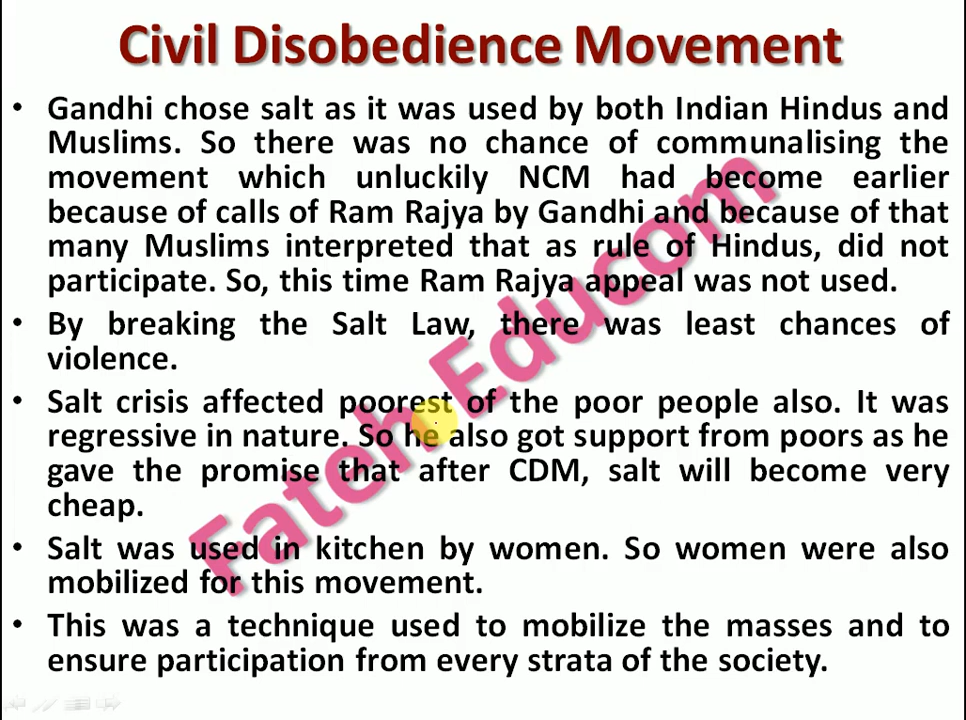 Civil Disobedience Movement
• Gandhi chose salt as it was used by both Indian Hindus and
Muslims. So there was no chance of communalising the
movement which unluckily NCM had become earlier
because of calls of Ram Rajya by Gandhi and because of that
many Muslims interpreted that as rule of Hindus, did not
participate. So, this time Ram Rajya appeal was not used.
• By breaking the Salt Law, there was least chances of
violence.
• Salt crisis affected poorest of the poor people also. It was
regressive in nature. So he also got support from poors as he
gave the promise that after CDM, salt will become very
cheap.
• Salt was used in kitchen by women. So women were also
mobilized for this movement.
• This was a technique used to mobilize the masses and to
ensure participation from every strata of the society.
Fateh Educom